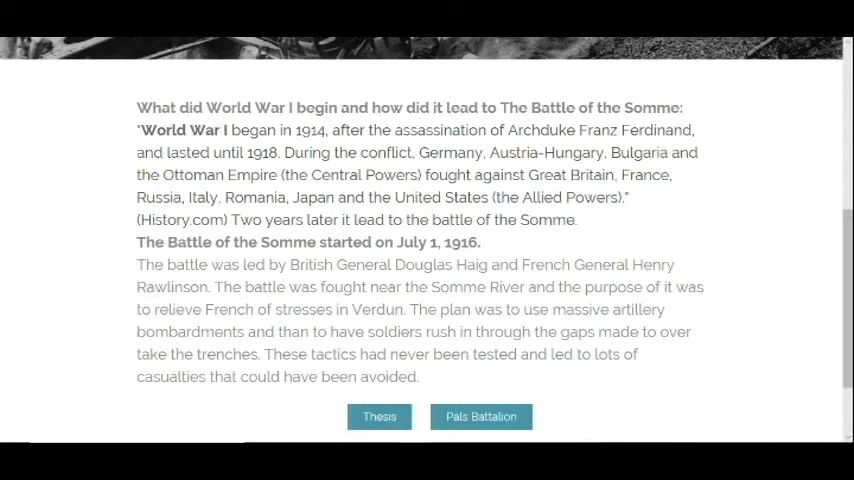 What did World War I begin and how did it lead to The Battle of the Somme:
"World War I began in 1914, after the assassination of Archduke Franz Ferdinand,
and lasted until 1918. During the conflict, Germany, Austria-Hungary, Bulgaria and
the Ottoman Empire (the Central Powers) fought against Great Britain, France,
Russia, Italy, Romania, Japan and the United States (the Allied Powers)."
(History.com) Two years later it lead to the battle of the Somme.
The Battle of the Somme started on July 1, 1916.
The battle was led by British General Douglas Haig and French General Henry
Rawlinson. The battle was fought near the Somme River and the purpose of it was
to relieve French of stresses in Verdun. The plan was to use massive artillery
bombardments and than to have soldiers rush in through the gaps made to over
take the trenches. These tactics had never been tested and led to lots of
casualties that could have been avoided.
Thesis
Pals Battalion